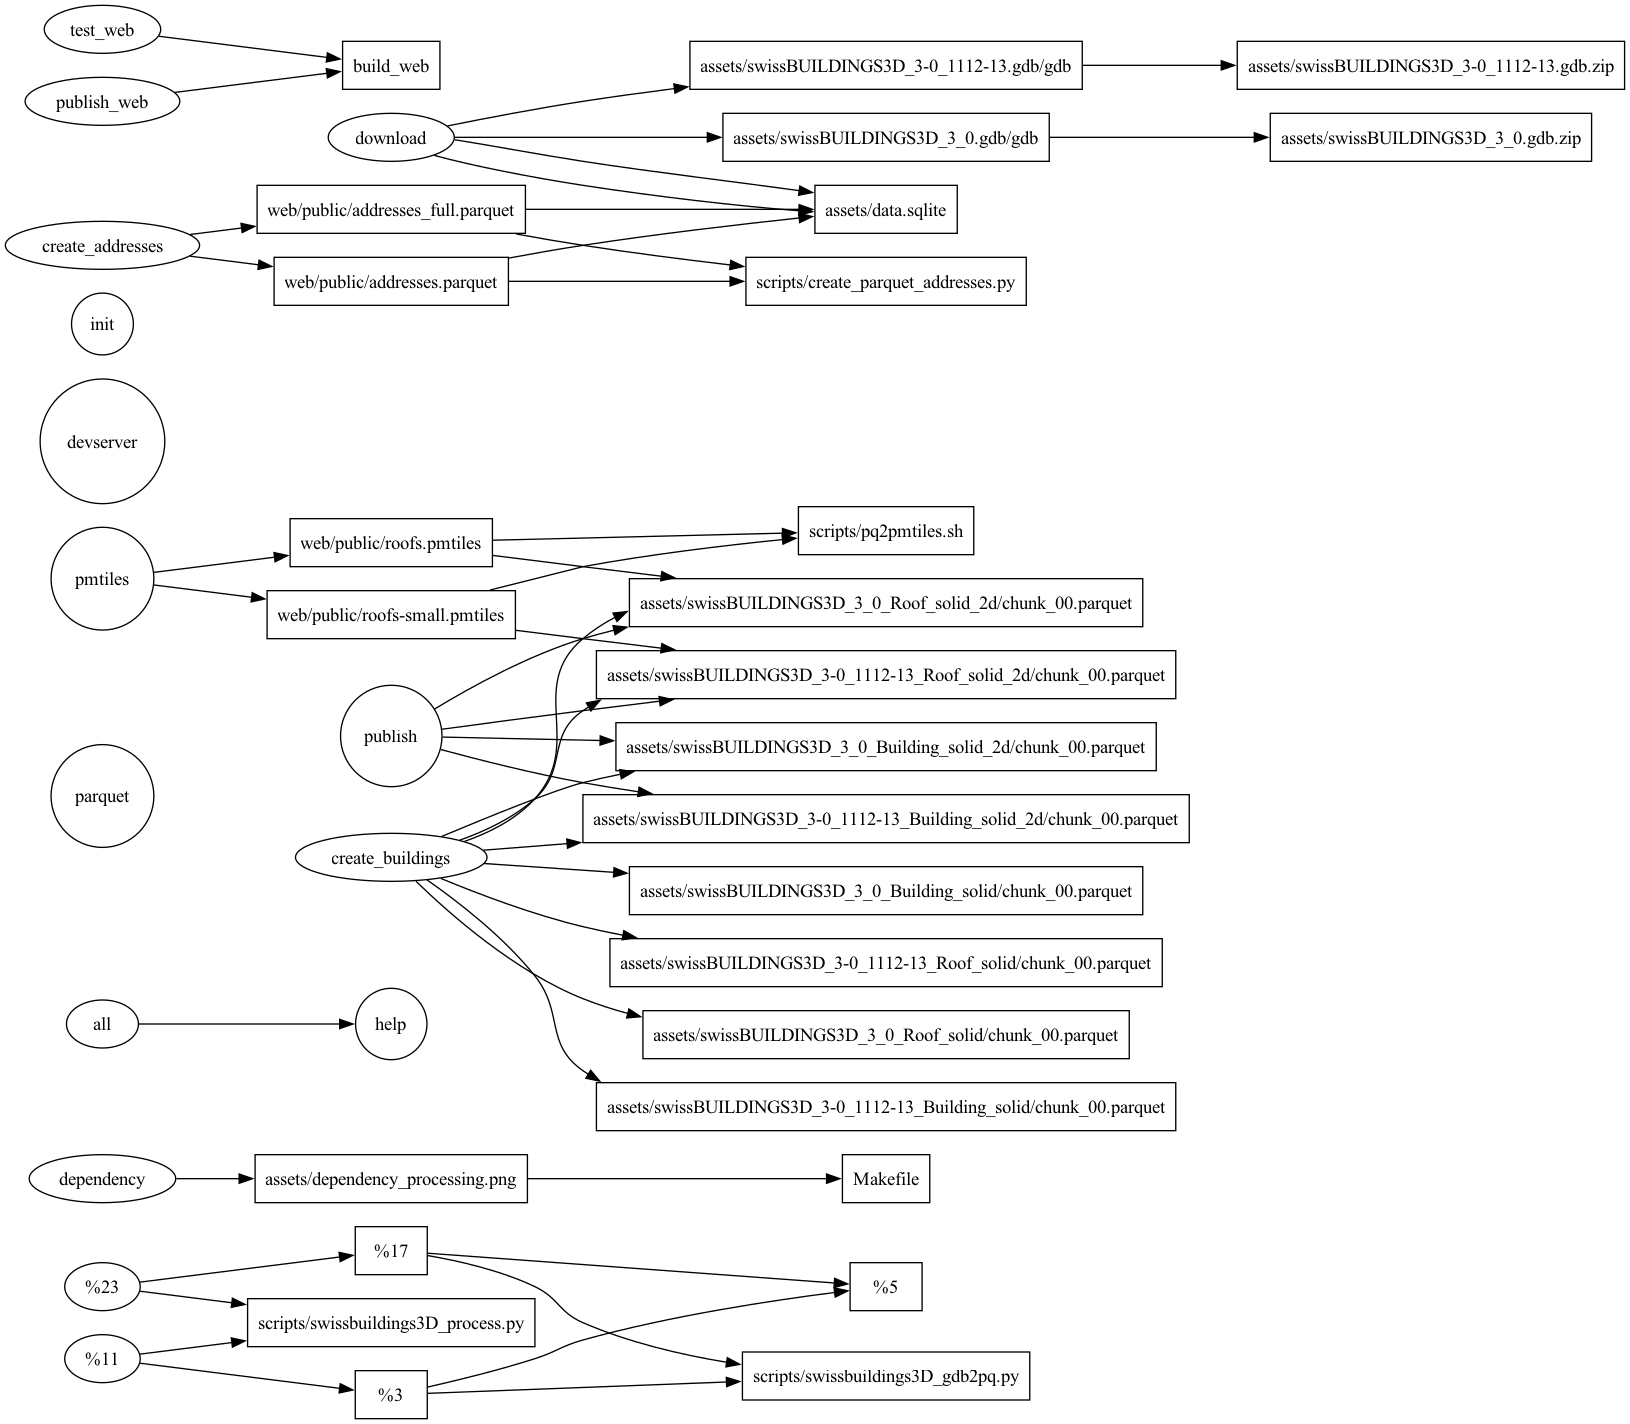 test_web
build_web
publish_web
assets/swissBUILDINGS3D_3-0_1112-13.gdb/gdb
assets/swissBUILDINGS3D_3-0_1112-13.gdb.zip
download
assets/swissBUILDINGS3D_3_0.gdb/gdb
assets/swissBUILDINGS3D_3_0.gdb.zip
web/public/addresses_full.parquet
assets/data.sqlite
create_addresses
web/public/addresses.parquet
scripts/create_parquet_addresses.py
init
devserver
pmtiles
web/public/roofs.pmtiles
scripts/pq2pmtiles.sh
web/public/roofs-small.pmtiles
assets/swissBUILDINGS3D_3_0_Roof_solid_2d/chunk_00.parquet
assets/swissBUILDINGS3D_3-0_1112-13_Roof_solid_2d/chunk_00.parquet
publish
assets/swissBUILDINGS3D_3_0_Building_solid_2d/chunk_00.parquet
parquet
assets/swissBUILDINGS3D_3-0_1112-13_Building_solid_2d/chunk_00.parquet
create_buildings
assets/swissBUILDINGS3D_3_0_Building_solid/chunk_00.parquet
assets/swissBUILDINGS3D_3-0_1112-13_Roof_solid/chunk_00.parquet
all
help
assets/swissBUILDINGS3D_3_0_Roof_solid/chunk_00.parquet
assets/swissBUILDINGS3D_3-0_1112-13_Building_solid/chunk_00.parquet
dependency
assets/dependency_processing.png
Makefile
%17
%23
%5
scripts/swissbuildings3D_process.py
%11
%3
scripts/swissbuildings3D_gdb2pq.py